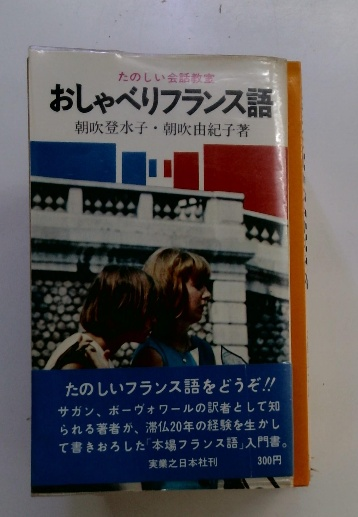 たのしい会話教室
おしゃべりフランス語
朝吹登水子・朝吹由紀子著
たのしいフランス語をどうぞ!!
サガン、ボーヴォワールの訳者として知
られる著者が、滞仏20年の経験を生かし
て書きおろした「本場フランス語」入門書。
実業之日本社刊
300円